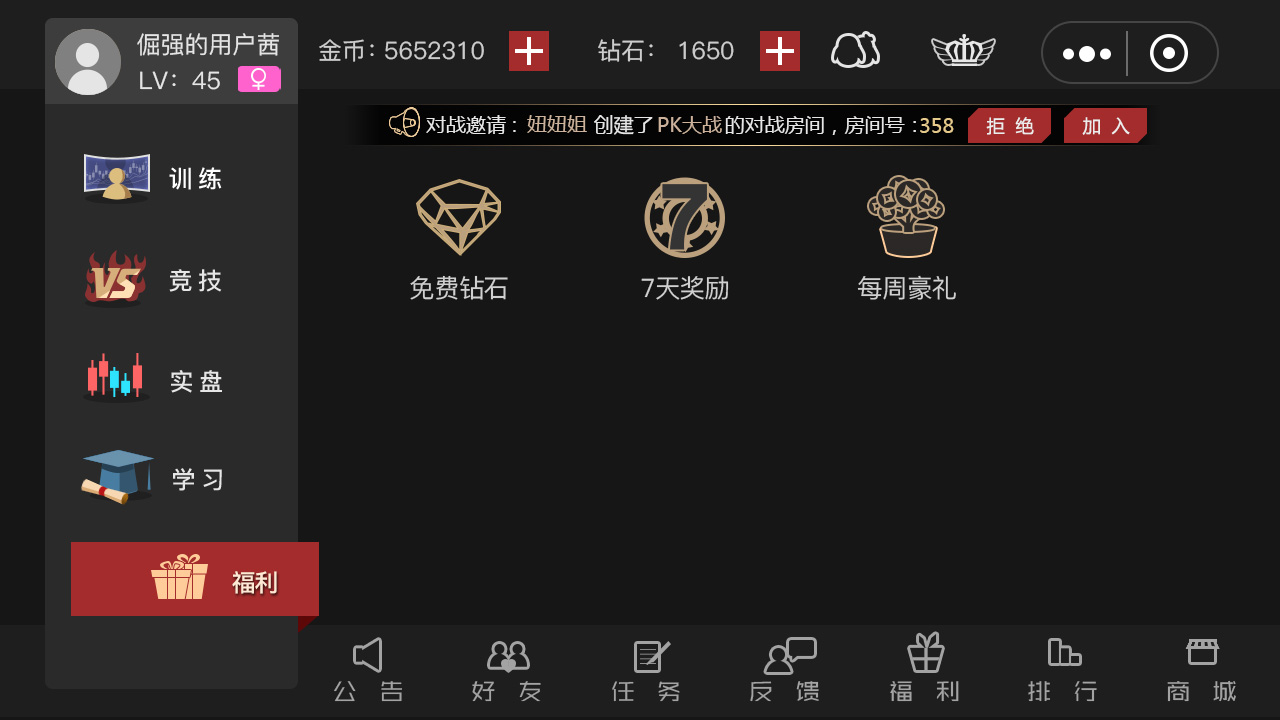 倔强的用户茜
LV: 45
金币: 5652310
钻石: 1650
对战邀请: 妞妞姐 创建了PK大战的对战房间,房间号:358
拒绝
加入
训练
VS
竞技
实盘
学习
福利
7
免费钻石
7天奖励
每周豪礼
公告
好友
任务
反馈
福利
排行
商城